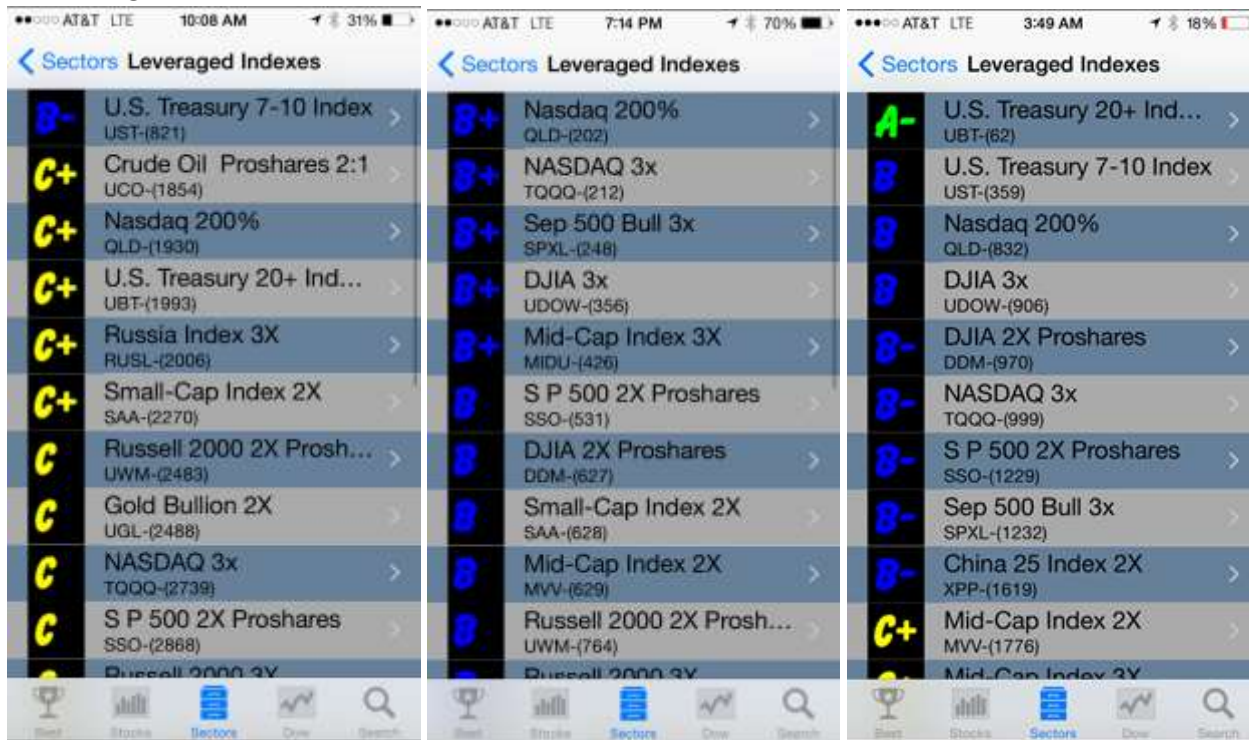 AT&T LTE 10:08 AM 31%
Sectors Leveraged Indexes
B- U.S. Treasury 7-10 Index
UST-(821)
C+ Crude Oil Proshares 2:1
UCO-(1854)
C+ Nasdaq 200%
QLD-(1930)
C+ U.S. Treasury 20+ Ind...
UBT-(1993)
C+ Russia Index 3X
RUSL-(2006)
C+ Small-Cap Index 2X
SAA-(2270)
C Russell 2000 2X Prosh...
UWM-(2483)
C Gold Bullion 2X
UGL-(2488)
C NASDAQ 3x
TQQQ-(2739)
C S P 500 2X Proshares
SSO-(2868)
Russell 2000 3X
Best Stocks Sectors Dow Search
AT&T LTE 7:14 PM 70%
Sectors Leveraged Indexes
B+ Nasdaq 200%
QLD-(202)
B+ NASDAQ 3x
TQQQ-(212)
B+ Sep 500 Bull 3x
SPXL-(248)
B+ DJIA 3x
UDOW-(356)
B+ Mid-Cap Index 3X
MIDU-(426)
B S P 500 2X Proshares
SSO-(531)
B DJIA 2X Proshares
DDM-(627)
B Small-Cap Index 2X
SAA-(628)
B Mid-Cap Index 2X
MVV-(629)
B Russell 2000 2X Prosh...
UWM-(764)
Russell 2000 3X
Best Stocks Sectors Dow Search
AT&T LTE 3:49 AM 18%
Sectors Leveraged Indexes
A- U.S. Treasury 20+ Ind...
UBT-(62)
B U.S. Treasury 7-10 Index
UST-(359)
B Nasdaq 200%
QLD-(832)
B DJIA 3x
UDOW-(906)
B- DJIA 2X Proshares
DDM-(970)
B- NASDAQ 3x
TQQQ-(999)
B- S P 500 2X Proshares
SSO-(1229)
B- Sep 500 Bull 3x
SPXL-(1232)
B- China 25 Index 2X
XPP-(1619)
C+ Mid-Cap Index 2X
MVV-(1776)
Mid-Cap Index 3X
Best Stocks Sectors Dow Search